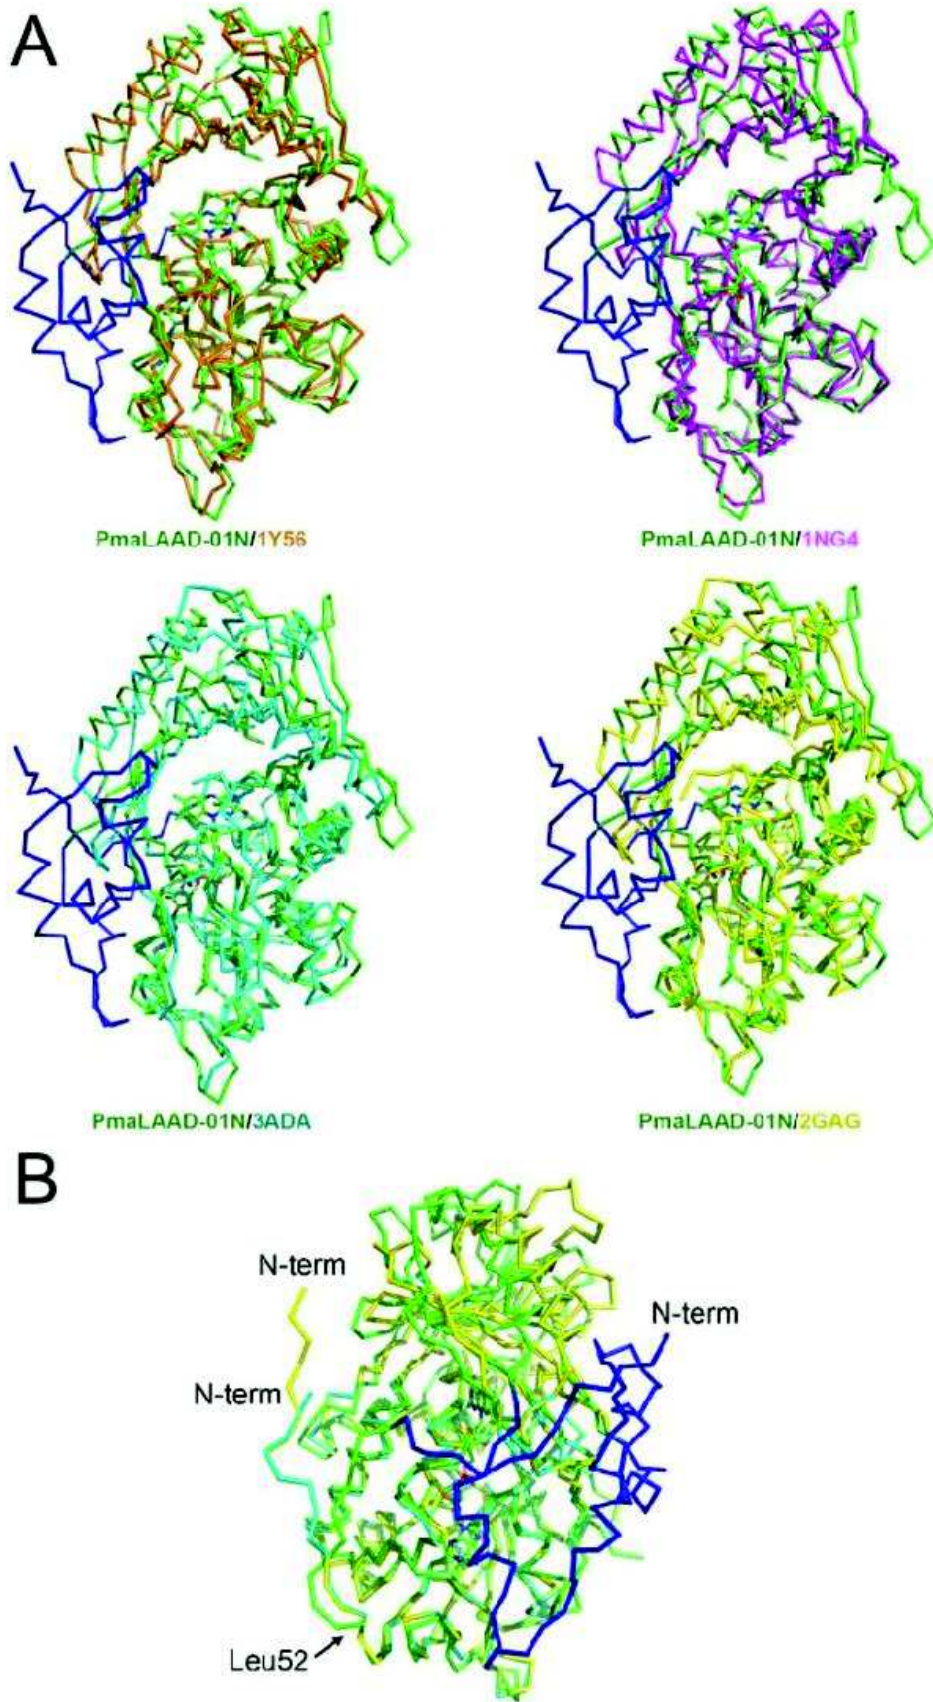 A
PmaLAAD-01N/1Y56
PmaLAAD-01N/1NG4
PmaLAAD-01N/3ADA
PmaLAAD-01N/2GAG
B
N-term
N-term
N-term
Leu52